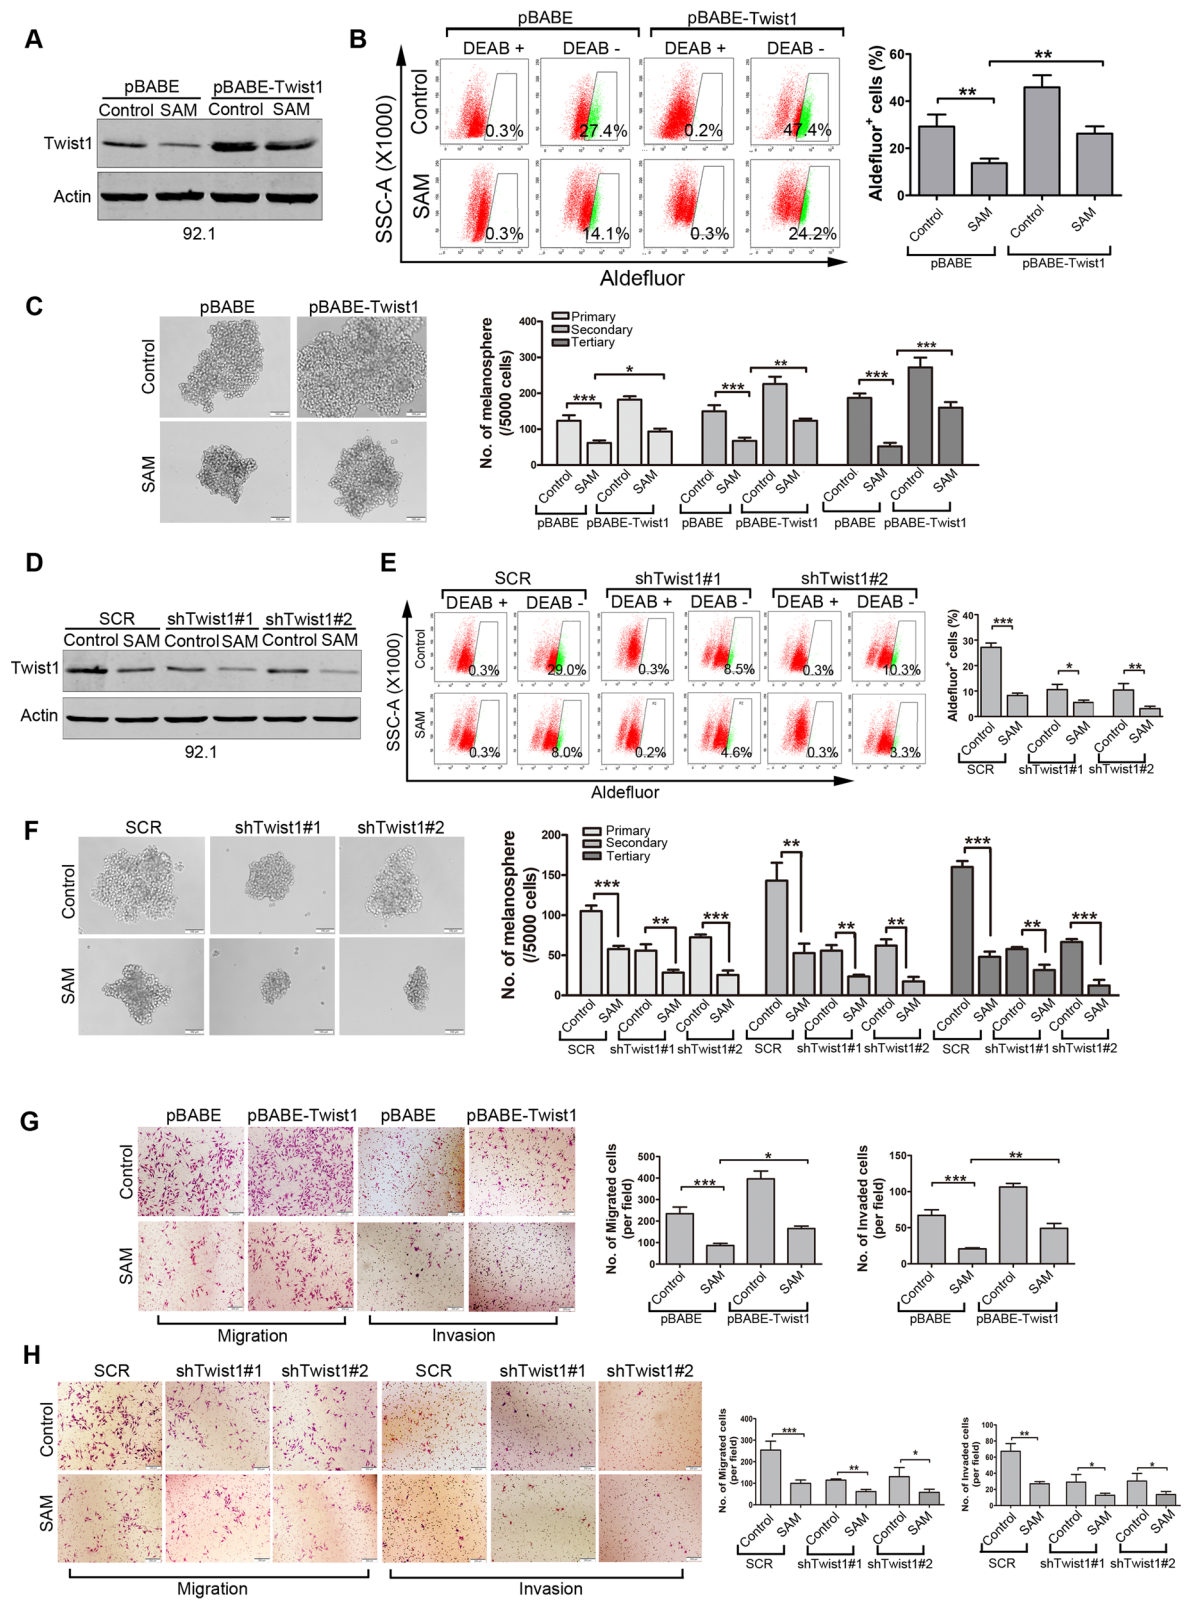 A
pBABE pBABE-Twist1
Control SAM Control SAM
Twist1
Actin
92.1
B
pBABE pBABE-Twist1
DEAB + DEAB - DEAB + DEAB -
SSC-A (X1000)
Control
0.3% 27.4% 0.2% 47.4%
SAM
0.3% 14.1% 0.3% 24.2%
Aldefluor
Aldefluor+ cells (%)
60
40
20
0
** **
Control SAM Control SAM
pBABE pBABE-Twist1
C
pBABE pBABE-Twist1
Control
SAM
No. of melanosphere
(/5000 cells)
400
300
200
100
0
Primary
Secondary
Tertiary
*** * *** ** *** ***
Control SAM Control SAM Control SAM Control SAM Control SAM Control SAM
pBABE pBABE-Twist1 pBABE pBABE-Twist1 pBABE pBABE-Twist1
D
SCR shTwist1#1 shTwist1#2
Control SAM Control SAM Control SAM
Twist1
Actin
92.1
E
SCR shTwist1#1 shTwist1#2
DEAB + DEAB - DEAB + DEAB - DEAB + DEAB -
SSC-A (X1000)
Control
0.3% 29.0% 0.3% 8.5% 0.3% 10.3%
SAM
0.3% 8.0% 0.2% 4.6% 0.3% 3.3%
Aldefluor
Aldefluor+ cells (%)
40
30
20
10
0
*** * **
Control SAM Control SAM Control SAM
SCR shTwist1#1 shTwist1#2
F
SCR shTwist1#1 shTwist1#2
Control
SAM
No. of melanosphere
(/5000 cells)
200
150
100
50
0
Primary
Secondary
Tertiary
*** ** *** ** ** ** *** ** ***
Control SAM Control SAM Control SAM Control SAM Control SAM Control SAM Control SAM Control SAM Control SAM
SCR shTwist1#1 shTwist1#2 SCR shTwist1#1 shTwist1#2 SCR shTwist1#1 shTwist1#2
G
pBABE pBABE-Twist1 pBABE pBABE-Twist1
Control
SAM
Migration Invasion
No. of Migrated cells
(per field)
500
400
300
200
100
0
*** *
Control SAM Control SAM
pBABE pBABE-Twist1
No. of Invaded cells
(per field)
150
100
50
0
*** **
Control SAM Control SAM
pBABE pBABE-Twist1
H
SCR shTwist1#1 shTwist1#2 SCR shTwist1#1 shTwist1#2
Control
SAM
Migration Invasion
No. of Migrated cells
(per field)
400
300
200
100
0
*** ** *
Control SAM Control SAM Control SAM
SCR shTwist1#1 shTwist1#2
No. of Invaded cells
(per field)
100
80
60
40
20
0
** * *
Control SAM Control SAM Control SAM
SCR shTwist1#1 shTwist1#2